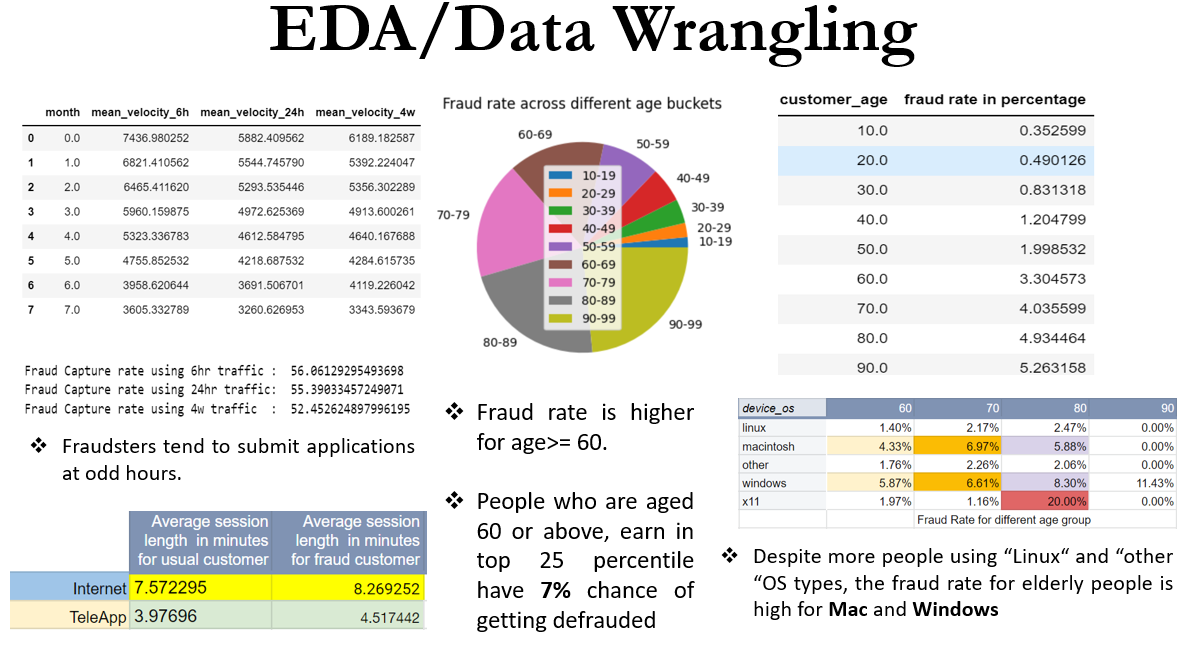 EDA/Data Wrangling
month mean_velocity_6h mean_velocity_24h mean_velocity_4w
0 0.0 7436.980252 5882.409562 6189.182587
1 1.0 6821.410562 5544.745790 5392.224047
2 2.0 6465.411620 5293.535446 5356.302289
3 3.0 5960.159875 4972.625369 4913.600261
4 4.0 5323.336783 4612.584795 4640.167688
5 5.0 4755.852532 4218.687532 4284.615735
6 6.0 3958.620644 3691.506701 4119.226042
7 7.0 3605.332789 3260.626953 3343.593679
Fraud Capture rate using 6hr traffic : 56.06129295493698
Fraud Capture rate using 24hr traffic: 55.39033457249071
Fraud Capture rate using 4w traffic : 52.452624897996195
❖ Fraudsters tend to submit applications
at odd hours.
Average session
length in minutes
for usual customer
Average session
length in minutes
for fraud customer
Internet 7.572295 8.269252
TeleApp 3.97696 4.517442
Fraud rate across different age buckets
60-69
50-59
40-49
30-39
20-29
10-19
70-79
80-89
90-99
10-19
20-29
30-39
40-49
50-59
60-69
70-79
80-89
90-99
❖ Fraud rate is higher
for age>= 60.
❖ People who are aged
60 or above, earn in
top 25 percentile
have 7% chance of
getting defrauded
customer_age fraud rate in percentage
10.0 0.352599
20.0 0.490126
30.0 0.831318
40.0 1.204799
50.0 1.998532
60.0 3.304573
70.0 4.035599
80.0 4.934464
90.0 5.263158
device_os 60 70 80 90
linux 1.40% 2.17% 2.47% 0.00%
macintosh 4.33% 6.97% 5.88% 0.00%
other 1.76% 2.26% 2.06% 0.00%
windows 5.87% 6.61% 8.30% 11.43%
x11 1.97% 1.16% 20.00% 0.00%
Fraud Rate for different age group
❖ Despite more people using “Linux“ and “other
“OS types, the fraud rate for elderly people is
high for Mac and Windows